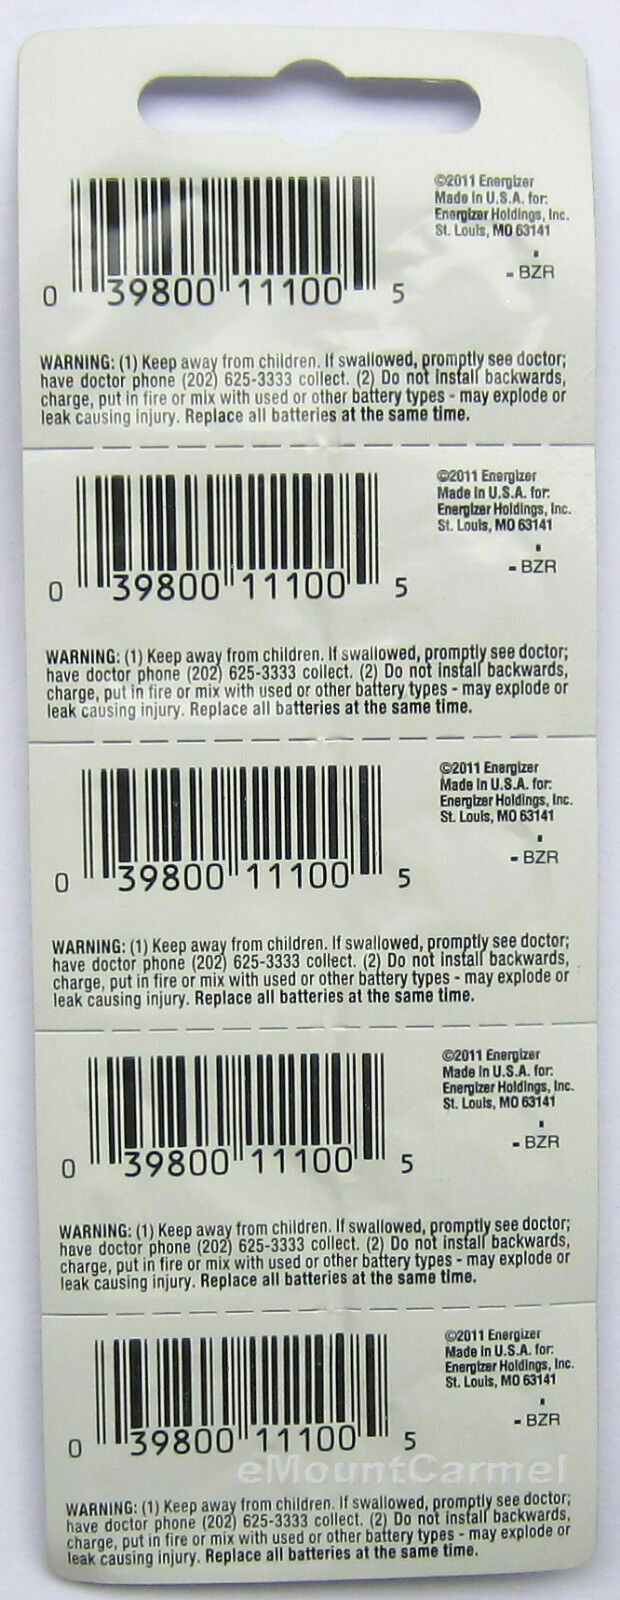 ©2011 Energizer
Made in U.S.A. for:
Energizer Holdings, Inc.
St. Louis, MO 63141
- BZR
0 39800 11100 5
WARNING: (1) Keep away from children. If swallowed, promptly see doctor;
have doctor phone (202) 625-3333 collect. (2) Do not install backwards,
charge, put in fire or mix with used or other battery types - may explode or
leak causing injury. Replace all batteries at the same time.
©2011 Energizer
Made in U.S.A. for:
Energizer Holdings, Inc.
St. Louis, MO 63141
- BZR
0 39800 11100 5
WARNING: (1) Keep away from children. If swallowed, promptly see doctor;
have doctor phone (202) 625-3333 collect. (2) Do not install backwards,
charge, put in fire or mix with used or other battery types - may explode or
leak causing injury. Replace all batteries at the same time.
©2011 Energizer
Made in U.S.A. for:
Energizer Holdings, Inc.
St. Louis, MO 63141
- BZR
0 39800 11100 5
WARNING: (1) Keep away from children. If swallowed, promptly see doctor;
have doctor phone (202) 625-3333 collect. (2) Do not install backwards,
charge, put in fire or mix with used or other battery types - may explode or
leak causing injury. Replace all batteries at the same time.
©2011 Energizer
Made in U.S.A. for:
Energizer Holdings, Inc.
St. Louis, MO 63141
- BZR
0 39800 11100 5
WARNING: (1) Keep away from children. If swallowed, promptly see doctor;
have doctor phone (202) 625-3333 collect. (2) Do not install backwards,
charge, put in fire or mix with used or other battery types - may explode or
leak causing injury. Replace all batteries at the same time.
©2011 Energizer
Made in U.S.A. for:
Energizer Holdings, Inc.
St. Louis, MO 63141
- BZR
0 39800 11100 5
eMountCarmel
WARNING: (1) Keep away from children. If swallowed, promptly see doctor;
have doctor phone (202) 625-3333 collect. (2) Do not install backwards,
charge, put in fire or mix with used or other battery types - may explode or
leak causing injury. Replace all batteries at the same time.